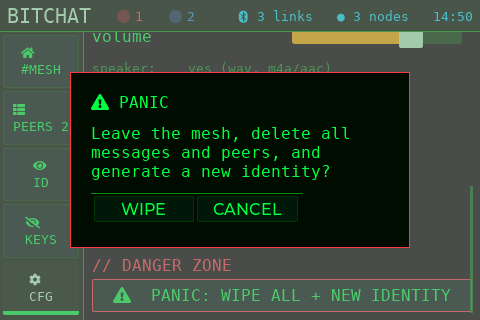 BITCHAT 1 2 3 links 3 nodes 14:50
volume
speaker: yes (wav, m4a/aac)
#MESH
PEERS 2
ID
KEYS
CFG
PANIC
Leave the mesh, delete all
messages and peers, and
generate a new identity?
WIPE CANCEL
// DANGER ZONE
PANIC: WIPE ALL + NEW IDENTITY